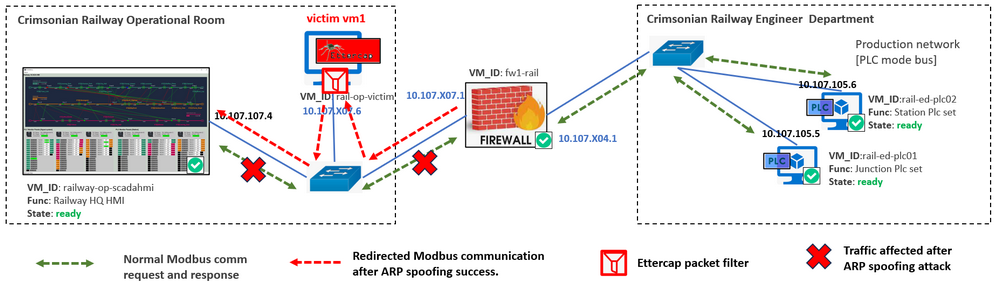 Crimsonian Railway Operational Room
victim vm1
Crimsonian Railway Engineer Department
Production network
[PLC mode bus]
VM_ID: fw1-rail
VM_ID: rail-op-victim
10.107.X07.6
10.107.X07.1
10.107.107.4
FIREWALL
10.107.X04.1
10.107.105.6
PLC
VM_ID:rail-ed-plc02
Func: Station Plc set
State: ready
10.107.105.5
PLC
VM_ID:rail-ed-plc01
Func: Junction Plc set
State: ready
VM_ID: railway-op-scadahmi
Func: Railway HQ HMI
State: ready
Normal Modbus comm
request and response
Redirected Modbus communication
after ARP spoofing success.
Ettercap packet filter
Traffic affected after
ARP spoofing attack